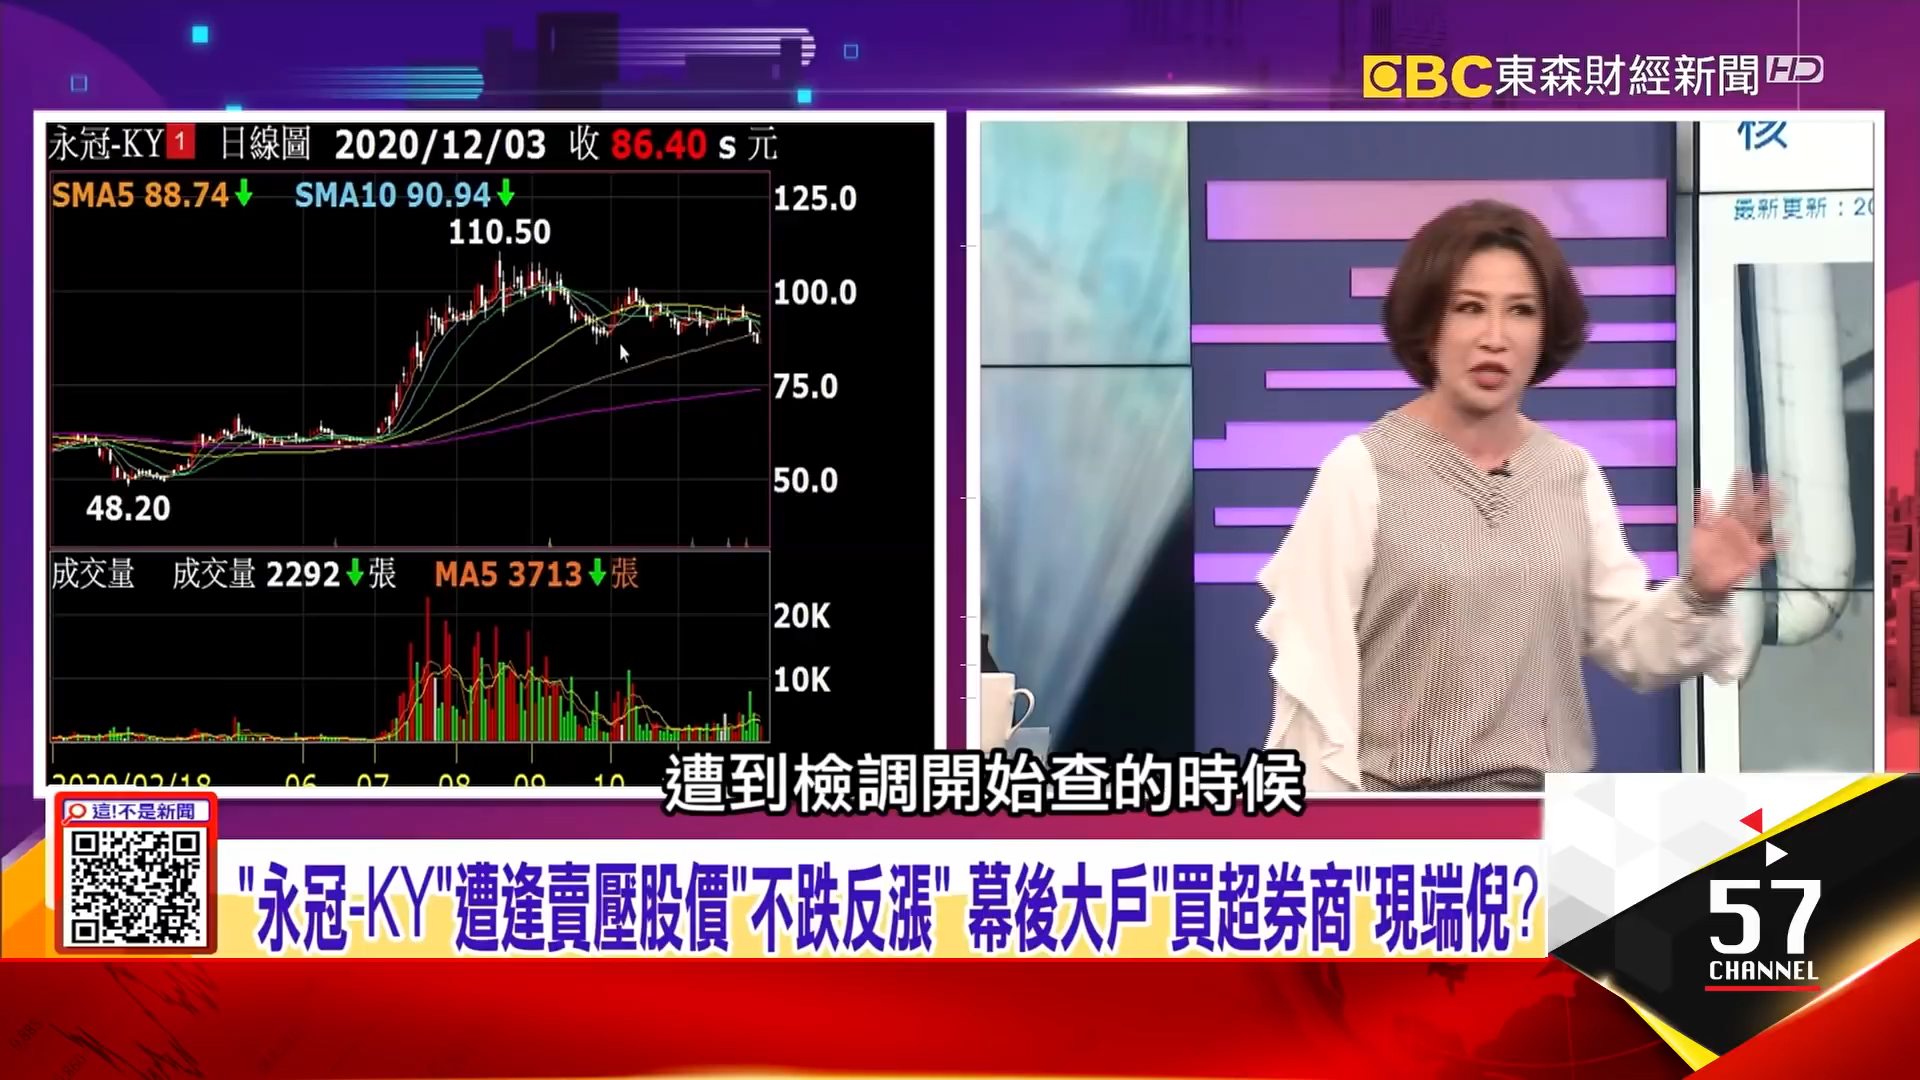 EBC東森財經新聞HD
永冠-KY 1 日線圖 2020/12/03 收 86.40 s 元
SMA5 88.74↓ SMA10 90.94↓
125.0
110.50
100.0
75.0
50.0
48.20
成交量 成交量 2292↓張 MA5 3713↓張
20K
10K
核
最新更新：20
遭到檢調開始查的時候
這!不是新聞
"永冠-KY"遭逢賣壓股價"不跌反漲" 幕後大戶"買超券商"現端倪?
57
CHANNEL